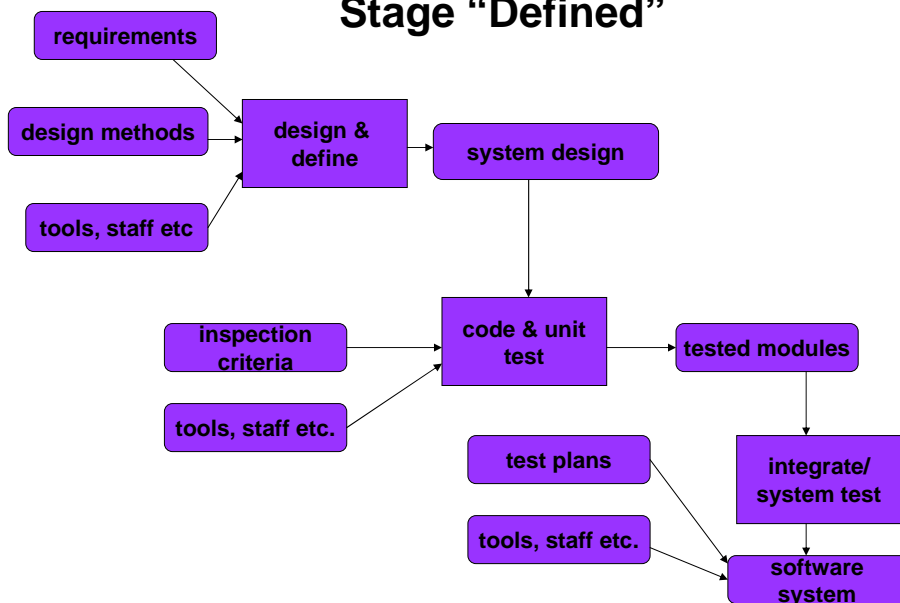 Stage “Defined”
requirements
design methods
tools, staff etc
design &
define
system design
inspection
criteria
tools, staff etc.
code & unit
test
tested modules
test plans
tools, staff etc.
integrate/
system test
software
system